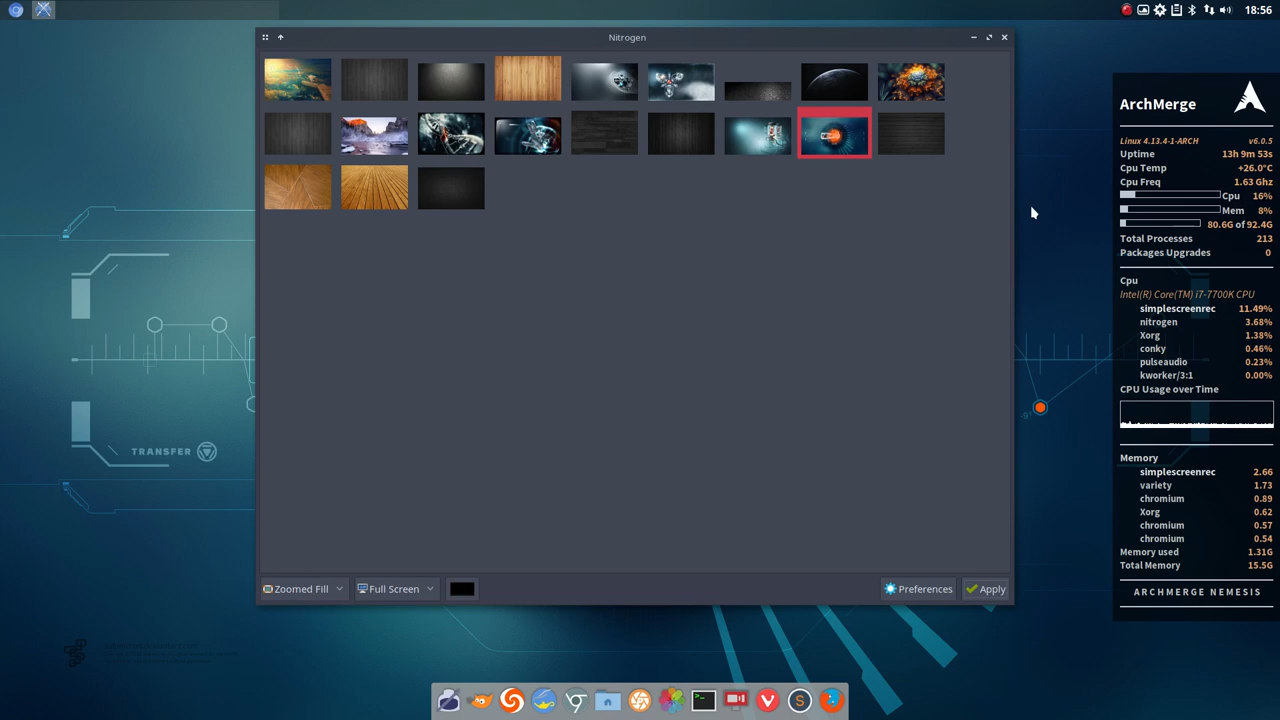 18:56
Nitrogen
ArchMerge
Linux 4.13.4-1-ARCH v6.0.5
Uptime 13h 9m 53s
Cpu Temp +26.0°C
Cpu Freq 1.63 Ghz
Cpu 16%
Mem 8%
80.6G of 92.4G
Total Processes 213
Packages Upgrades 0
Cpu
Intel(R) Core(TM) i7-7700K CPU
simplescreenrec 11.49%
nitrogen 3.68%
Xorg 1.38%
conky 0.46%
pulseaudio 0.23%
kworker/3:1 0.00%
CPU Usage over Time
Memory
simplescreenrec 2.66
variety 1.73
chromium 0.89
Xorg 0.62
chromium 0.57
chromium 0.54
Memory used 1.31G
Total Memory 15.5G
ARCHMERGE NEMESIS
TRANSFER
Zoomed Fill
Full Screen
Preferences
Apply